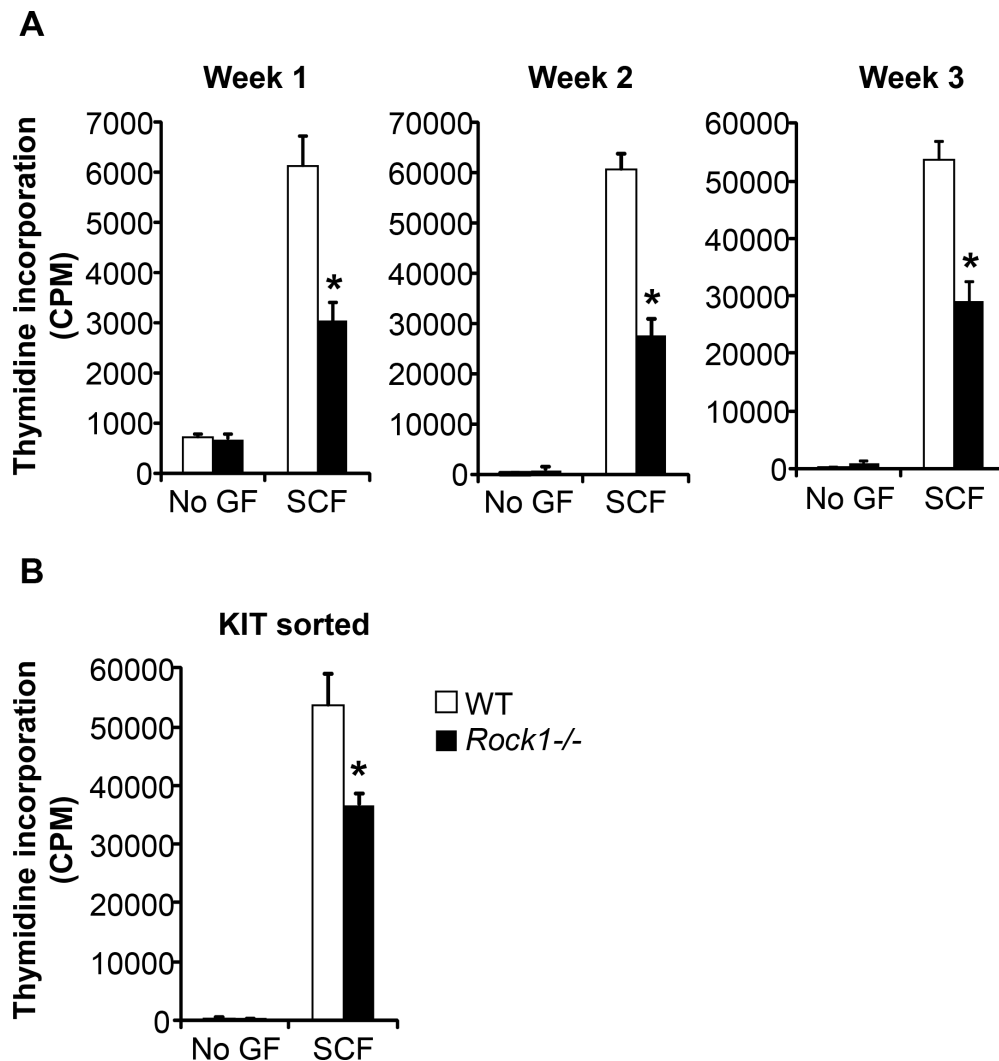 A
Week 1
Week 2
Week 3
Thymidine incorporation
(CPM)
7000
6000
5000
4000
3000
2000
1000
0
*
No GF
SCF
70000
60000
50000
40000
30000
20000
10000
0
*
No GF
SCF
60000
50000
40000
30000
20000
10000
0
*
No GF
SCF
B
KIT sorted
Thymidine incorporation
(CPM)
60000
50000
40000
30000
20000
10000
0
*
No GF
SCF
WT
Rock1-/-